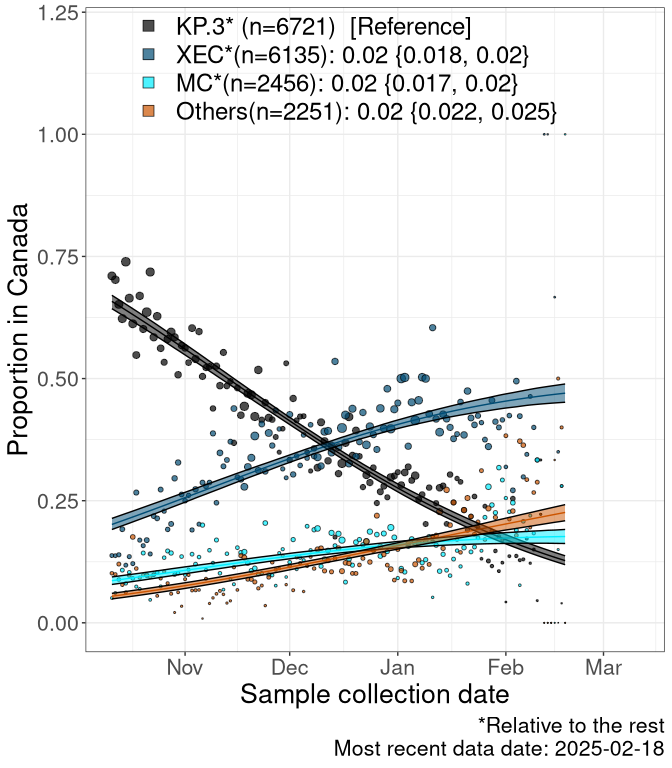 KP.3* (n=6721)  [Reference]
XEC*(n=6135): 0.02 {0.018, 0.02}
MC*(n=2456): 0.02 {0.017, 0.02}
Others(n=2251): 0.02 {0.022, 0.025}
1.25
1.00
0.75
0.50
0.25
0.00
Proportion in Canada
Nov Dec Jan Feb Mar
Sample collection date
*Relative to the rest
Most recent data date: 2025-02-18